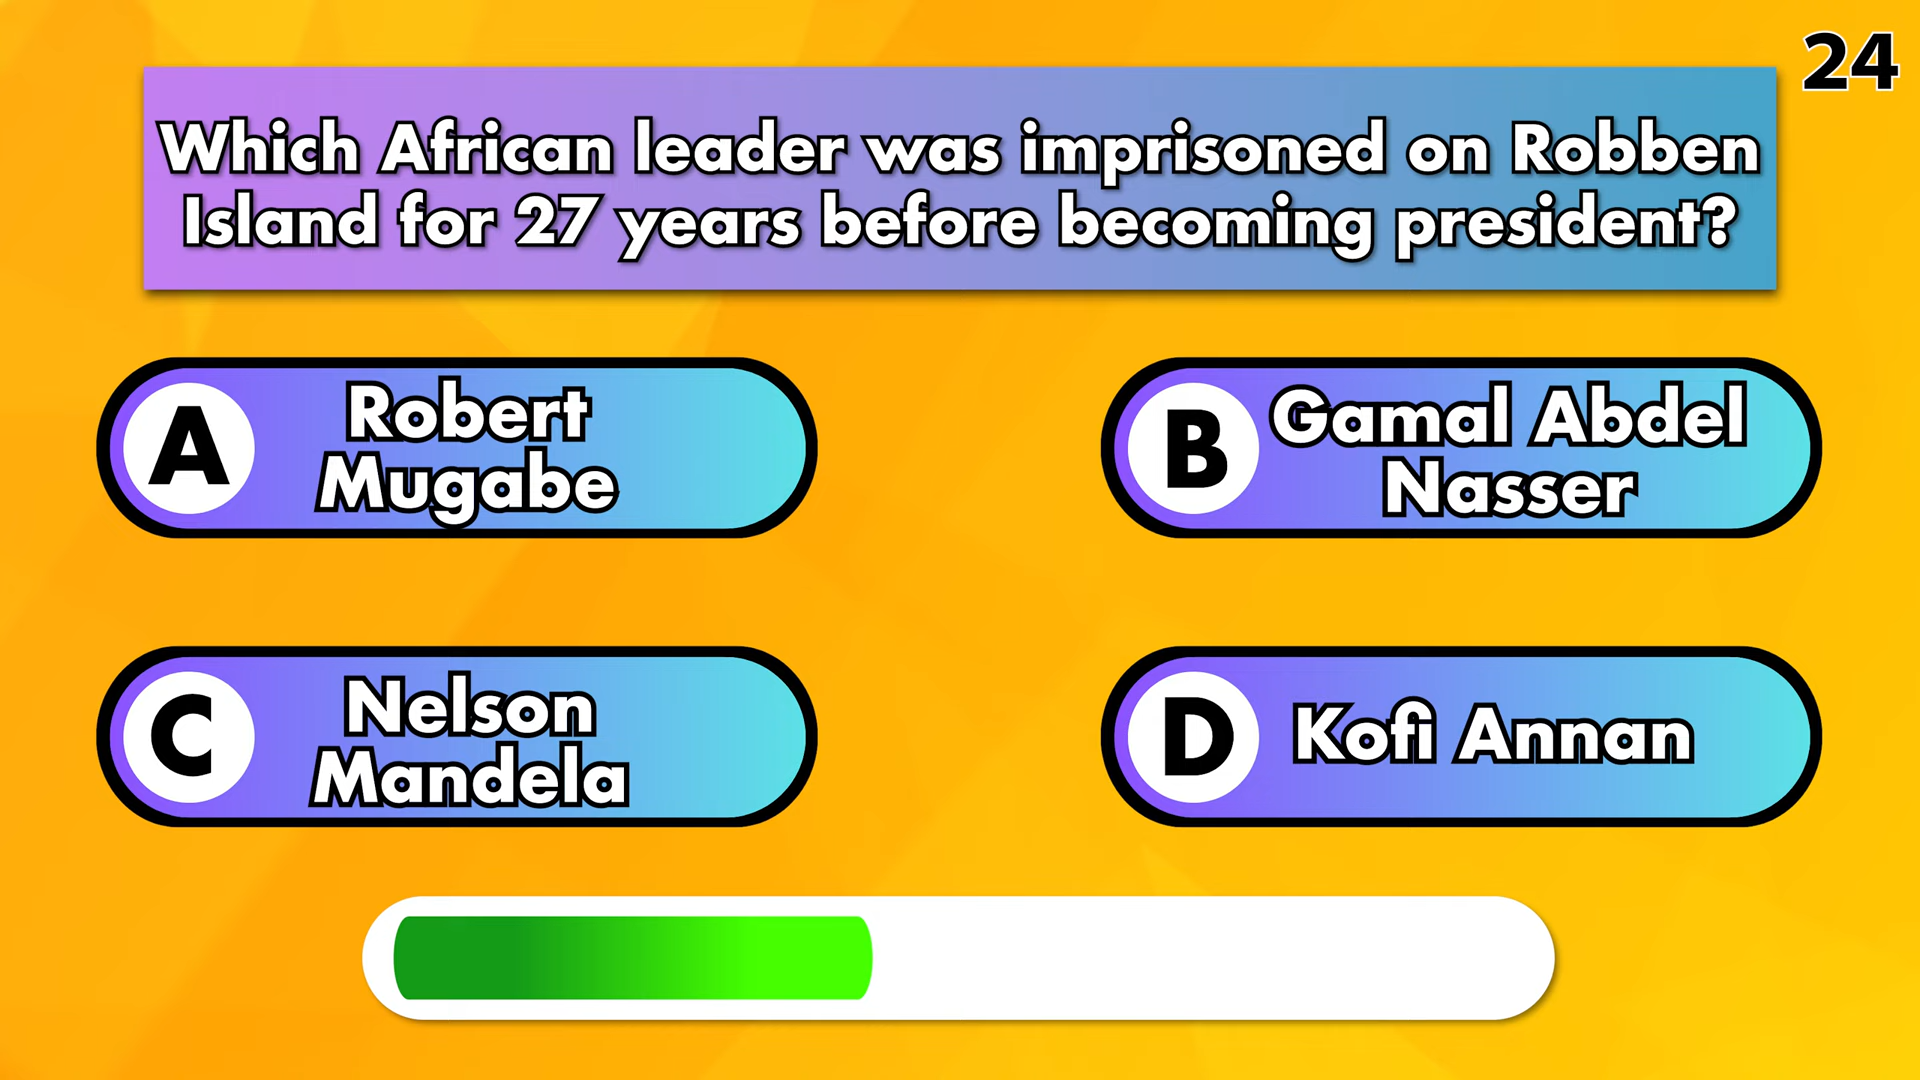 24
Which African leader was imprisoned on Robben
Island for 27 years before becoming president?
A
Robert
Mugabe
B
Gamal Abdel
Nasser
C
Nelson
Mandela
D
Kofi Annan